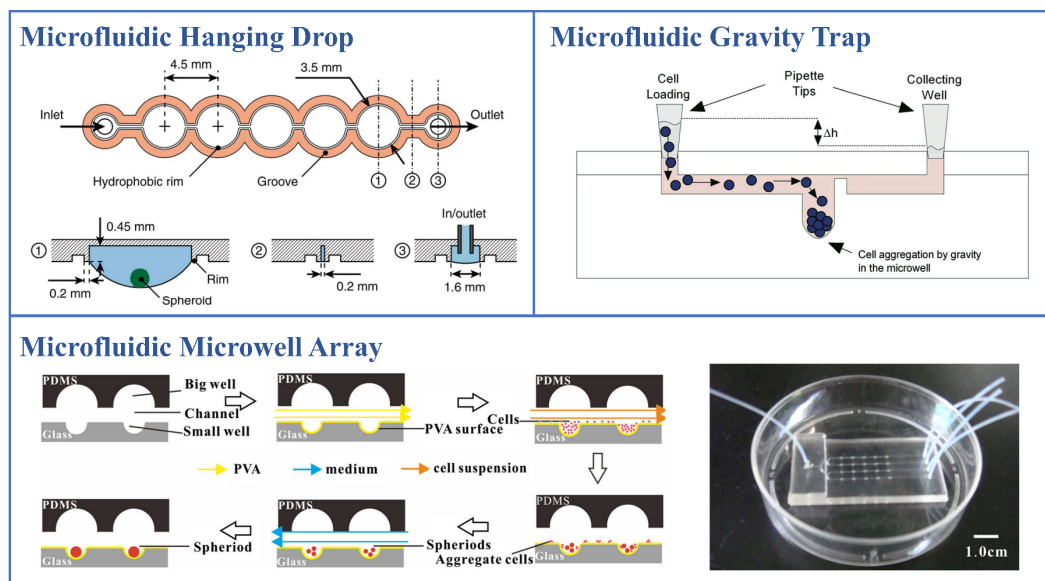 Microfluidic Hanging Drop
4.5 mm
3.5 mm
Inlet
Outlet
Hydrophobic rim
Groove
①
②
③
①
0.45 mm
Rim
0.2 mm
Spheroid
②
0.2 mm
③
In/outlet
1.6 mm
Microfluidic Gravity Trap
Cell
Loading
Pipette
Tips
Collecting
Well
Δh
Cell aggregation by gravity
in the microwell
Microfluidic Microwell Array
PDMS
Big well
Channel
Small well
Glass
PDMS
PVA surface
Glass
PDMS
Cells
Glass
PVA
medium
cell suspension
PDMS
Spheriod
Glass
PDMS
Spheriods
Glass
PDMS
Aggregate cells
Glass
1.0cm